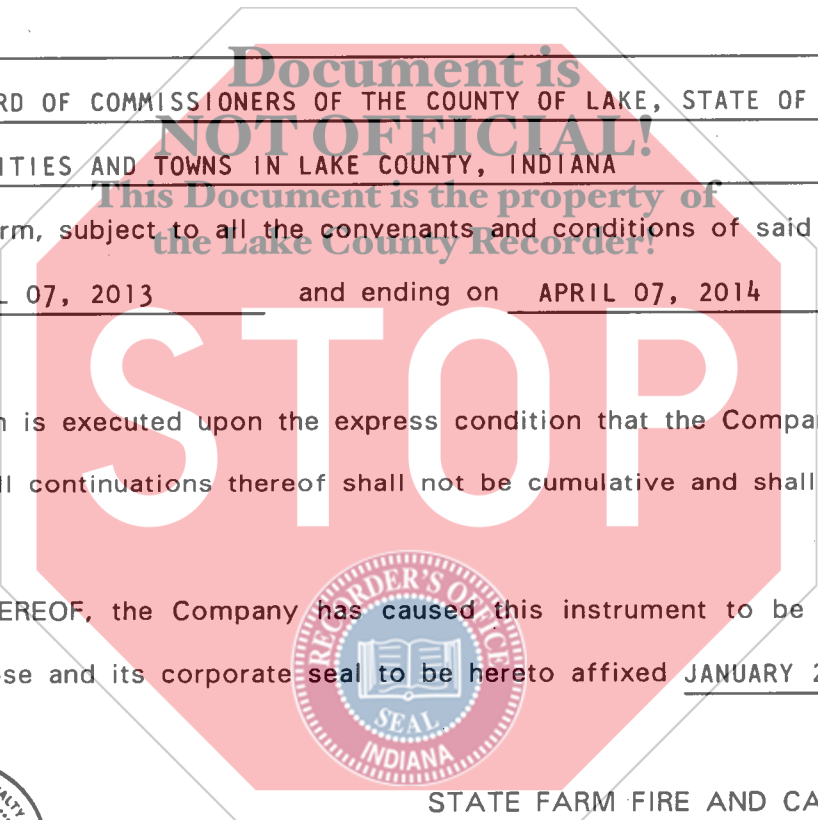 Document is
RD OF COMMISSIONERS OF THE COUNTY OF LAKE, STATE OF
NOT OFFICIAL!
ITIES AND TOWNS IN LAKE COUNTY, INDIANA
This Document is the property of
rm, subject to all the convenants and conditions of said
the Lake County Recorder!
L 07, 2013 and ending on APRIL 07, 2014
STOP
n is executed upon the express condition that the Compa
ll continuations thereof shall not be cumulative and shall
RECORDER'S OFFICE
EREOF, the Company has caused this instrument to be
se and its corporate seal to be hereto affixed JANUARY 2
SEAL
INDIANA
STATE FARM FIRE AND CA
ALTY